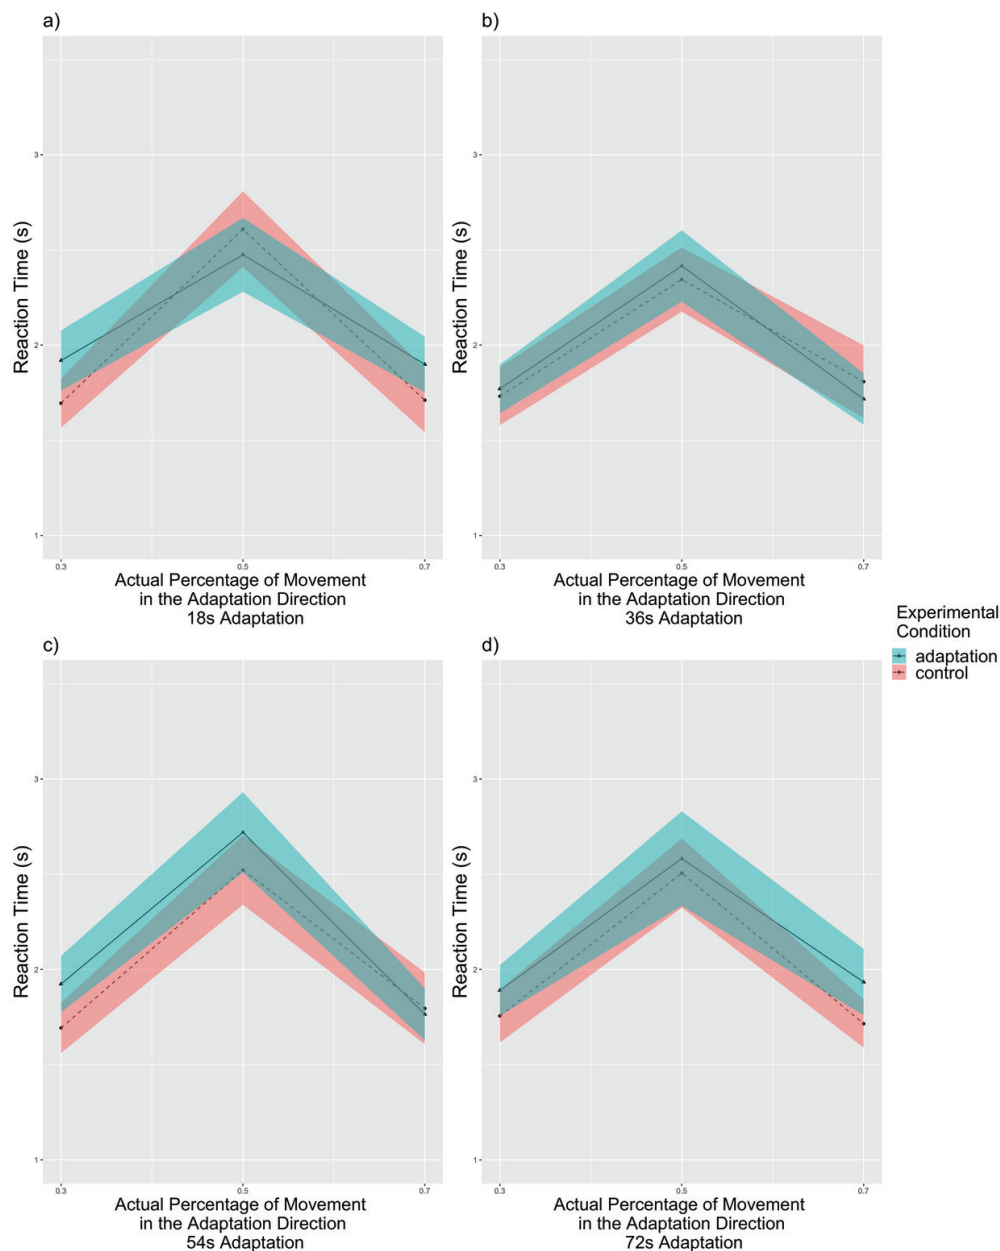 a)
Reaction Time (s)
3
2
1
0.3 0.5 0.7
Actual Percentage of Movement
in the Adaptation Direction
18s Adaptation
b)
Reaction Time (s)
3
2
1
0.3 0.5 0.7
Actual Percentage of Movement
in the Adaptation Direction
36s Adaptation
Experimental
Condition
adaptation
control
c)
Reaction Time (s)
3
2
1
0.3 0.5 0.7
Actual Percentage of Movement
in the Adaptation Direction
54s Adaptation
d)
Reaction Time (s)
3
2
1
0.3 0.5 0.7
Actual Percentage of Movement
in the Adaptation Direction
72s Adaptation